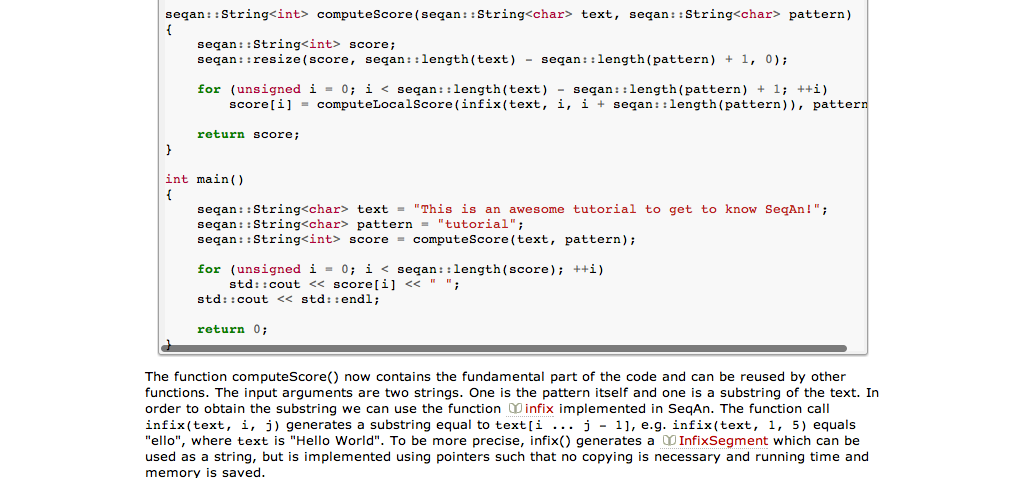 seqan::String<int> computeScore(seqan::String<char> text, seqan::String<char> pattern)
{
    seqan::String<int> score;
    seqan::resize(score, seqan::length(text) - seqan::length(pattern) + 1, 0);

    for (unsigned i = 0; i < seqan::length(text) - seqan::length(pattern) + 1; ++i)
        score[i] = computeLocalScore(infix(text, i, i + seqan::length(pattern)), pattern

    return score;
}

int main()
{
    seqan::String<char> text = "This is an awesome tutorial to get to know SeqAn!";
    seqan::String<char> pattern = "tutorial";
    seqan::String<int> score = computeScore(text, pattern);

    for (unsigned i = 0; i < seqan::length(score); ++i)
        std::cout << score[i] << " ";
    std::cout << std::endl;

    return 0;
}
The function computeScore() now contains the fundamental part of the code and can be reused by other
functions. The input arguments are two strings. One is the pattern itself and one is a substring of the text. In
order to obtain the substring we can use the function infix implemented in SeqAn. The function call
infix(text, i, j) generates a substring equal to text[i ... j - 1], e.g. infix(text, 1, 5) equals
"ello", where text is "Hello World". To be more precise, infix() generates a InfixSegment which can be
used as a string, but is implemented using pointers such that no copying is necessary and running time and
memory is saved.